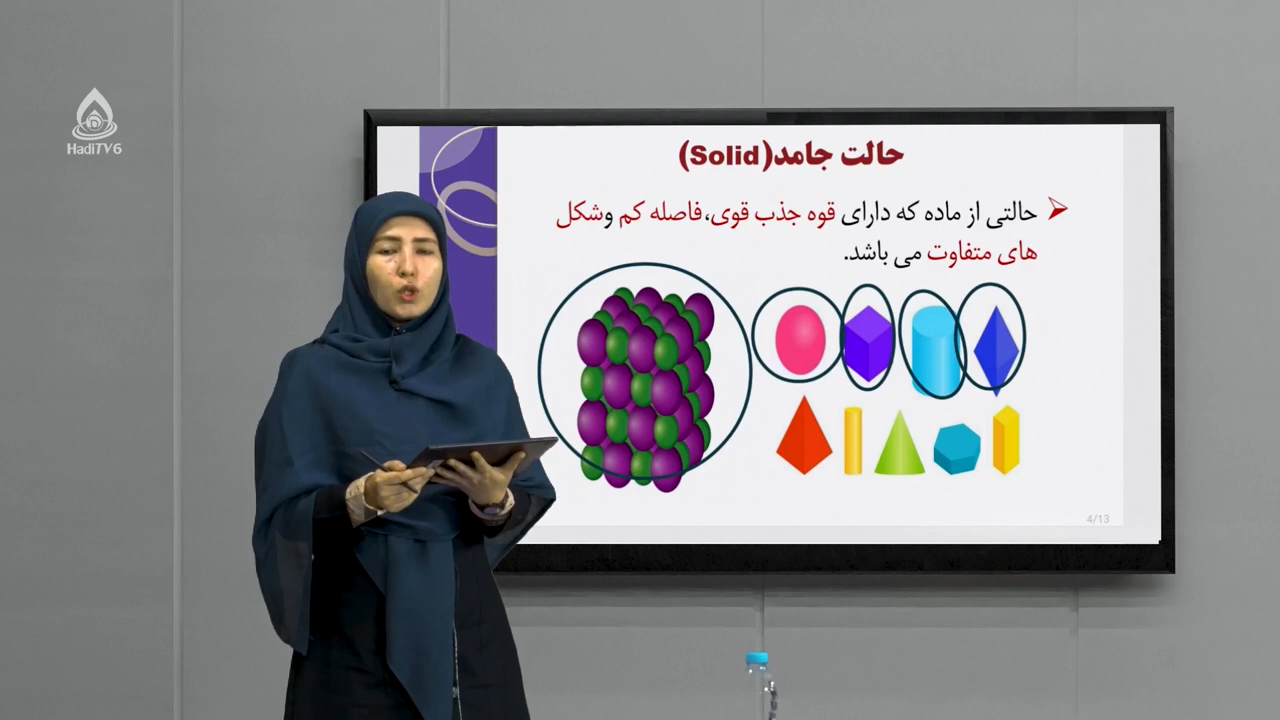 HadiTV6
حالت جامد(Solid)
حالتی از ماده که دارای قوه جذب قوی،فاصله کم وشکل
های متفاوت می باشد.
4/13